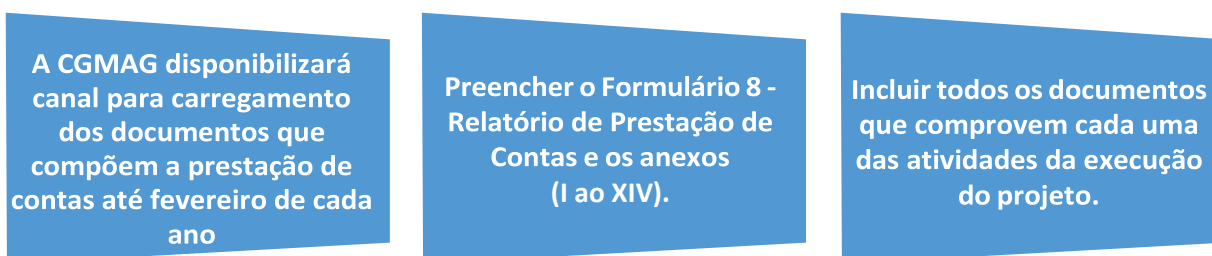 A CGMAG disponibilizará
canal para carregamento
dos documentos que
compõem a prestação de
contas até fevereiro de cada
ano
Preencher o Formulário 8 -
Relatório de Prestação de
Contas e os anexos
(I ao XIV).
Incluir todos os documentos
que comprovem cada uma
das atividades da execução
do projeto.